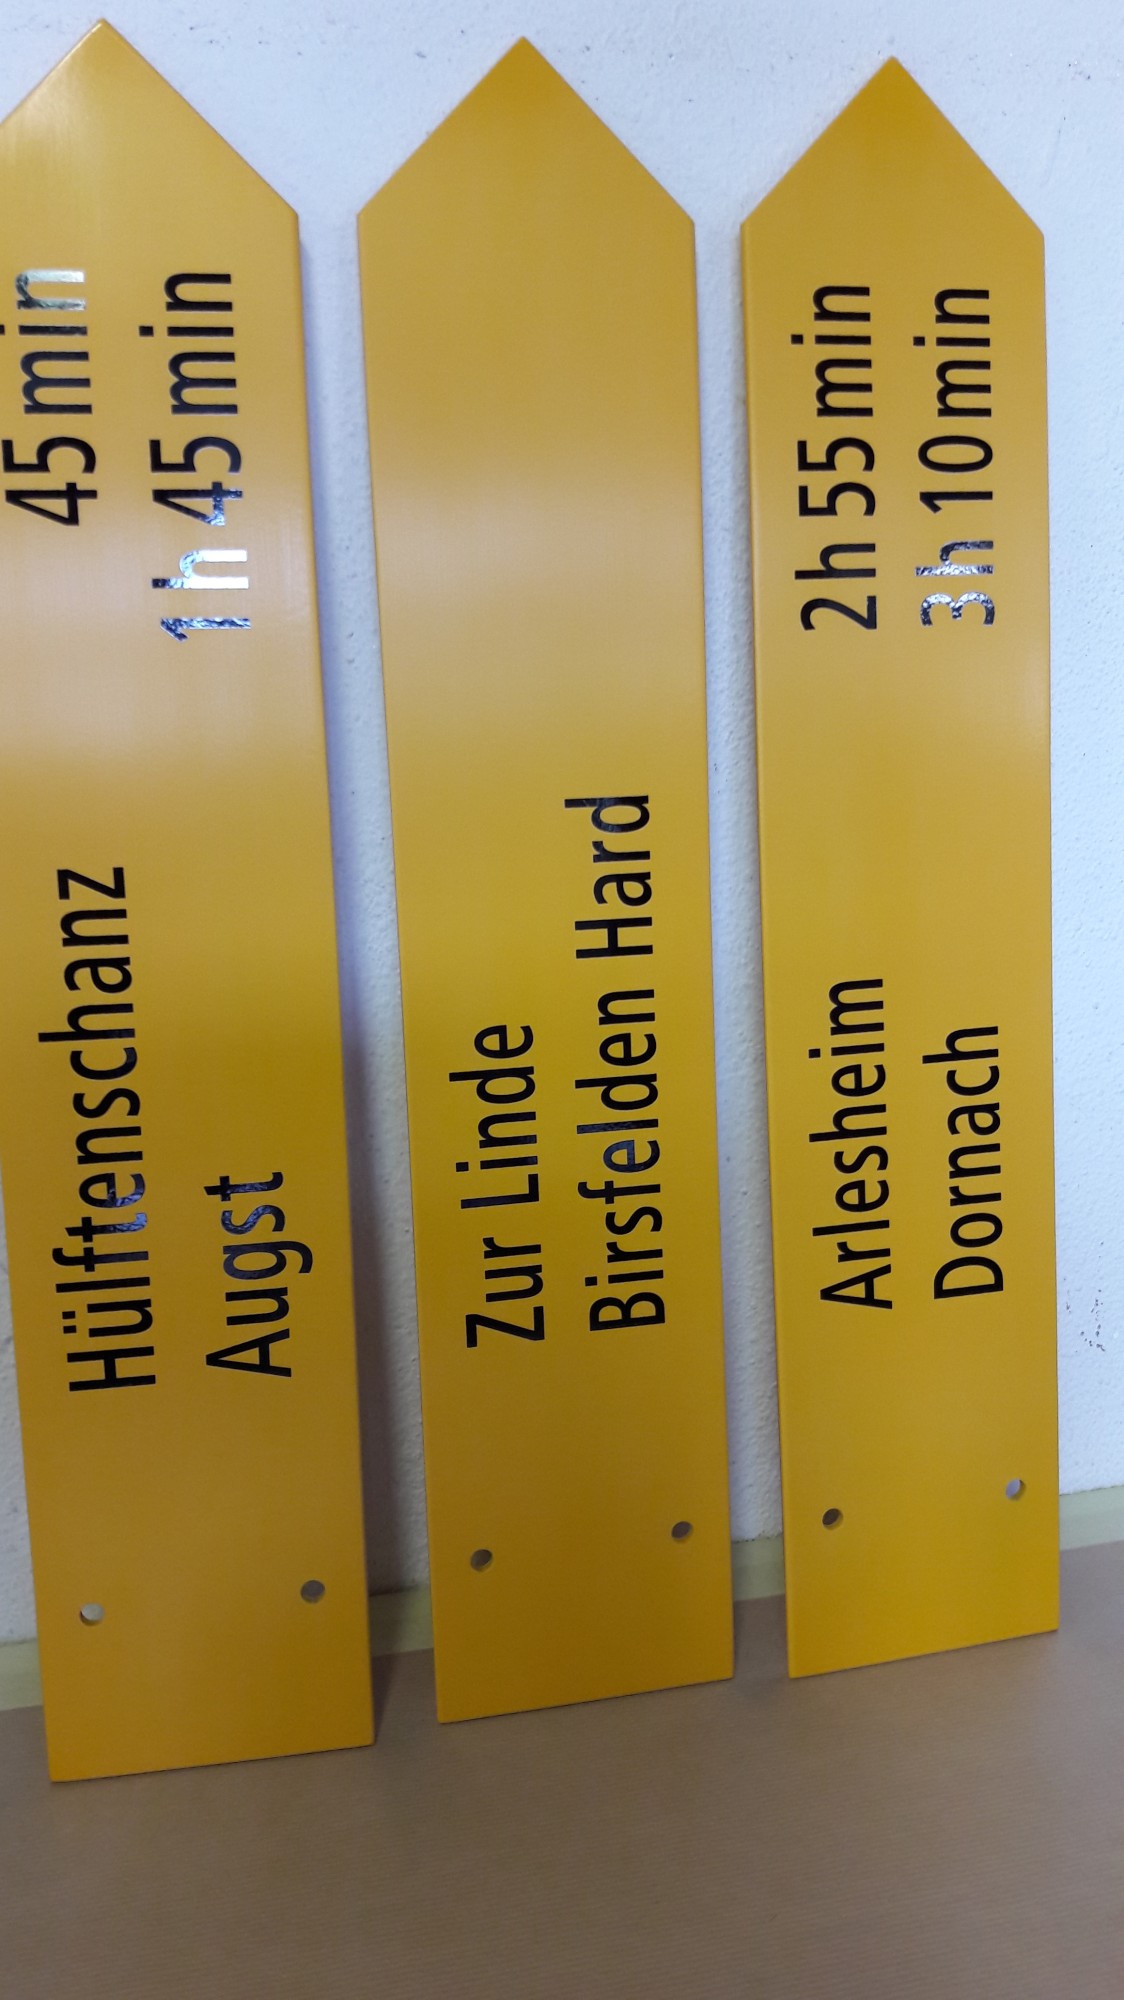 Hülftenschanz 45 min
Augst 1 h 45 min
Zur Linde
Birsfelden Hard
Arlesheim 2 h 55 min
Dornach 3 h 10 min